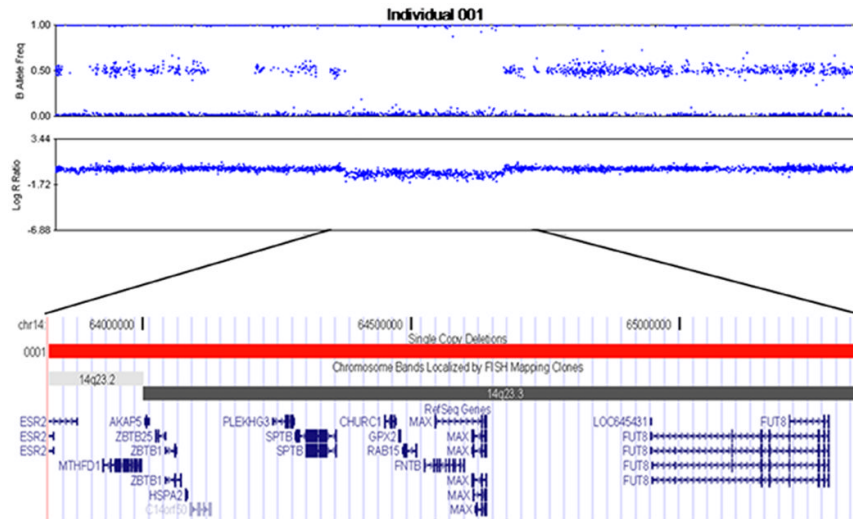 Individual 001
1.00
B Allele Freq
0.50
0.00
3.44
Log R Ratio
-1.72
-6.88
chr14: 64000000 64500000 65000000
Single Copy Deletions
0001
Chromosome Bands Localized by FISH Mapping Clones
14q23.2 14q23.3
RefSeq Genes
ESR2 AKAP5 PLEKHG3 CHURC1 MAX LOC645431 FUT8
ESR2 ZBTB25 SPTB GPX2 MAX FUT8
ESR2 ZBTB1 SPTB RAB15 MAX FUT8
MTHFD1 FNTB MAX FUT8
ZBTB1 MAX FUT8
HSPA2 MAX
C14orf50 MAX